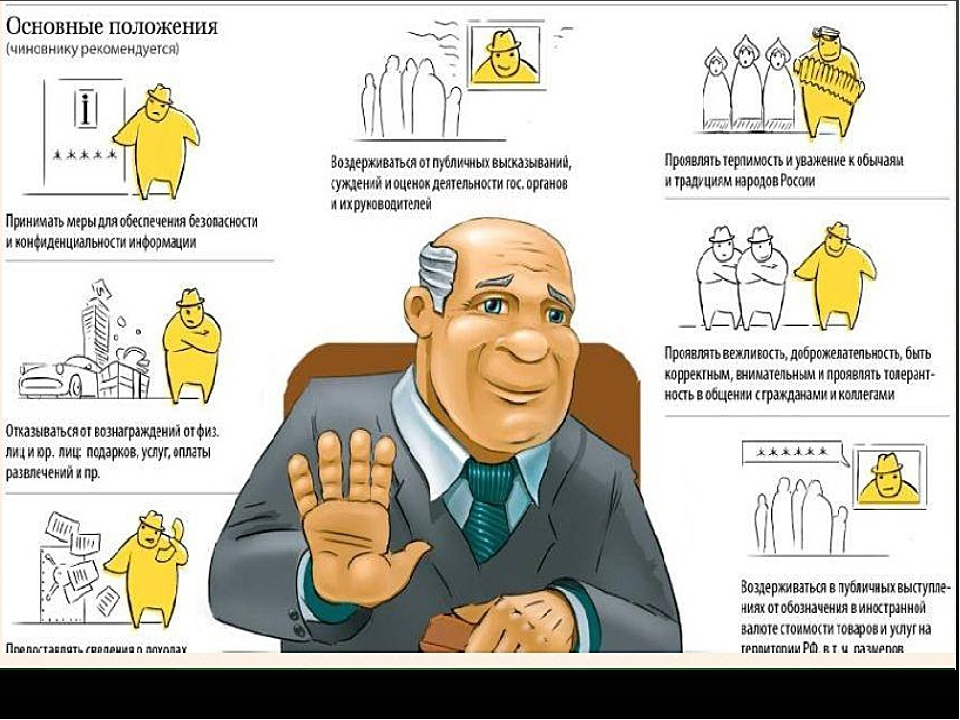 Основные положения
(чиновнику рекомендуется)
i
*****
Принимать меры для обеспечения безопасности
и конфиденциальности информации
Отказываться от вознаграждений от физ.
лиц и юр. лиц: подарков, услуг, оплаты
развлечений и пр.
Предоставлять сведения о доходах
Воздерживаться от публичных высказываний,
суждений и оценок деятельности гос. органов
и их руководителей
Проявлять терпимость и уважение к обычаям
и традициям народов России
Проявлять вежливость, доброжелательность, быть
корректным, внимательным и проявлять толерант-
ность в общении с гражданами и коллегами
******
Воздерживаться в публичных выступле-
ниях от обозначения в иностранной
валюте стоимости товаров и услуг на
территории РФ, в т. ч. размеров